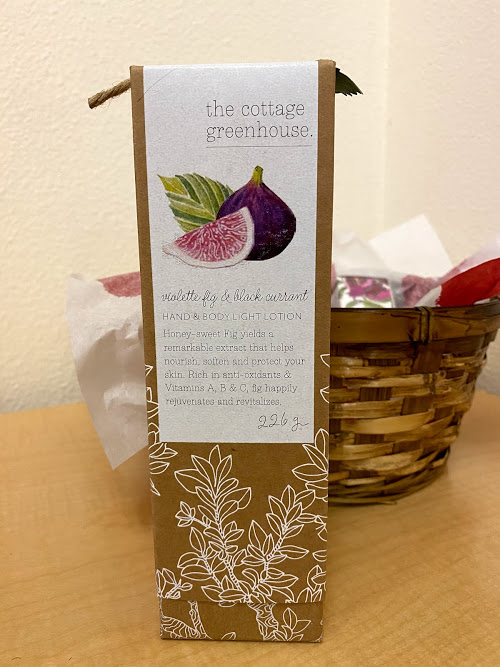 the cottage
greenhouse.
violette fig & black currant
HAND & BODY LIGHT LOTION
Honey-sweet Fig yields a
remarkable extract that helps
nourish, soften and protect your
skin. Rich in anti-oxidants &
Vitamins A, B & C, fig happily
rejuvenates and revitalizes.
226 g.